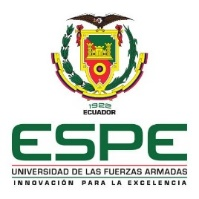 1922
ECUADOR
ESPE
UNIVERSIDAD DE LAS FUERZAS ARMADAS
INNOVACIÓN PARA LA EXCELENCIA